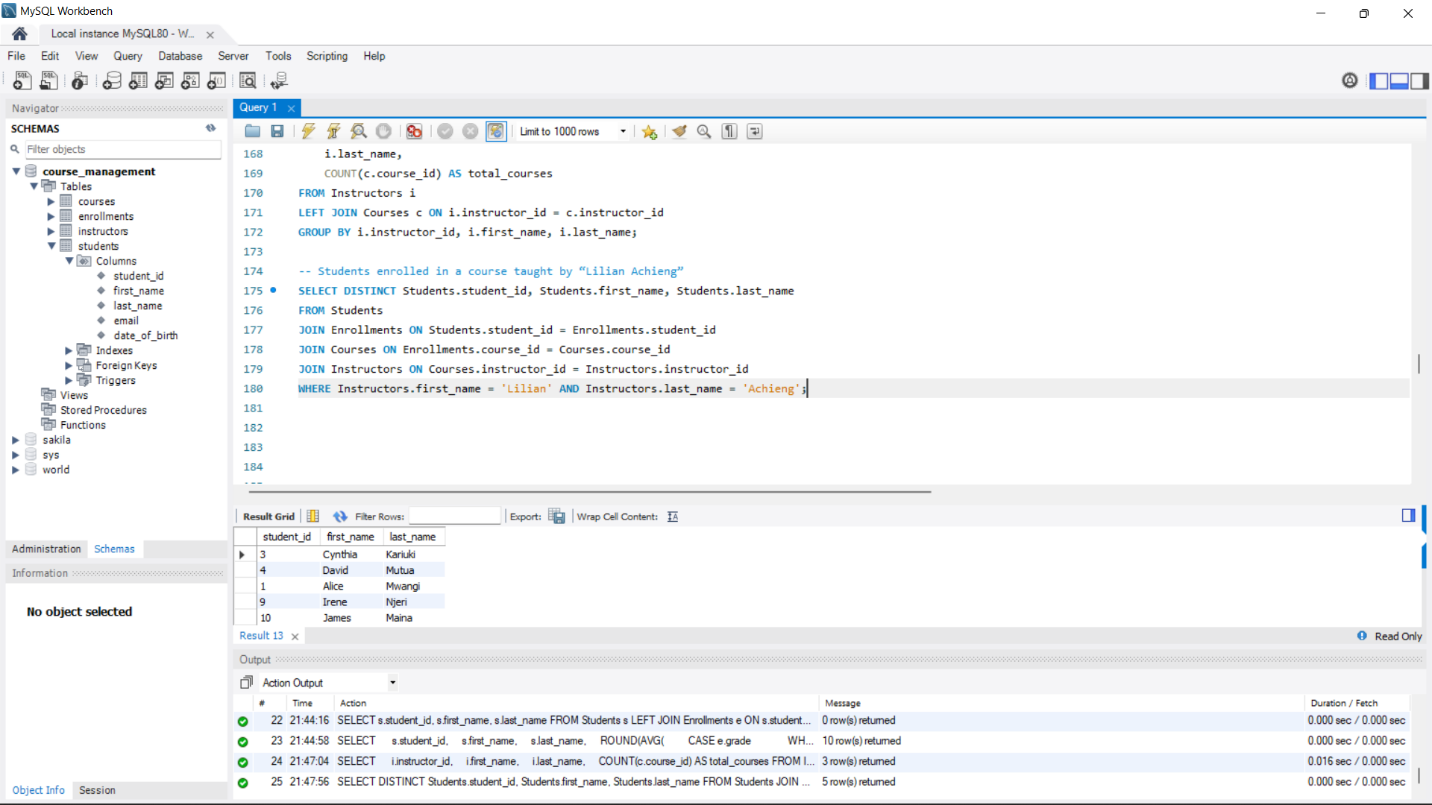 MySQL Workbench
Local instance MySQL80 - W...
File Edit View Query Database Server Tools Scripting Help
Navigator
SCHEMAS
Filter objects
course_management
Tables
courses
enrollments
instructors
students
Columns
student_id
first_name
last_name
email
date_of_birth
Indexes
Foreign Keys
Triggers
Views
Stored Procedures
Functions
sakila
sys
world
Administration Schemas
Information
No object selected
Object Info Session
Query 1
Limit to 1000 rows
168 i.last_name,
169 COUNT(c.course_id) AS total_courses
170 FROM Instructors i
171 LEFT JOIN Courses c ON i.instructor_id = c.instructor_id
172 GROUP BY i.instructor_id, i.first_name, i.last_name;
173
174 -- Students enrolled in a course taught by “Lilian Achieng”
175 SELECT DISTINCT Students.student_id, Students.first_name, Students.last_name
176 FROM Students
177 JOIN Enrollments ON Students.student_id = Enrollments.student_id
178 JOIN Courses ON Enrollments.course_id = Courses.course_id
179 JOIN Instructors ON Courses.instructor_id = Instructors.instructor_id
180 WHERE Instructors.first_name = 'Lilian' AND Instructors.last_name = 'Achieng';
181
182
183
184
Result Grid Filter Rows: Export: Wrap Cell Content:
student_id first_name last_name
3 Cynthia Kariuki
4 David Mutua
1 Alice Mwangi
9 Irene Njeri
10 James Maina
Result 13 Read Only
Output
Action Output
# Time Action Message Duration / Fetch
22 21:44:16 SELECT s.student_id, s.first_name, s.last_name FROM Students s LEFT JOIN Enrollments e ON s.student... 0 row(s) returned 0.000 sec / 0.000 sec
23 21:44:58 SELECT s.student_id, s.first_name, s.last_name, ROUND(AVG( CASE e.grade WH... 10 row(s) returned 0.000 sec / 0.000 sec
24 21:47:04 SELECT i.instructor_id, i.first_name, i.last_name, COUNT(c.course_id) AS total_courses FROM I... 3 row(s) returned 0.016 sec / 0.000 sec
25 21:47:56 SELECT DISTINCT Students.student_id, Students.first_name, Students.last_name FROM Students JOIN ... 5 row(s) returned 0.000 sec / 0.000 sec